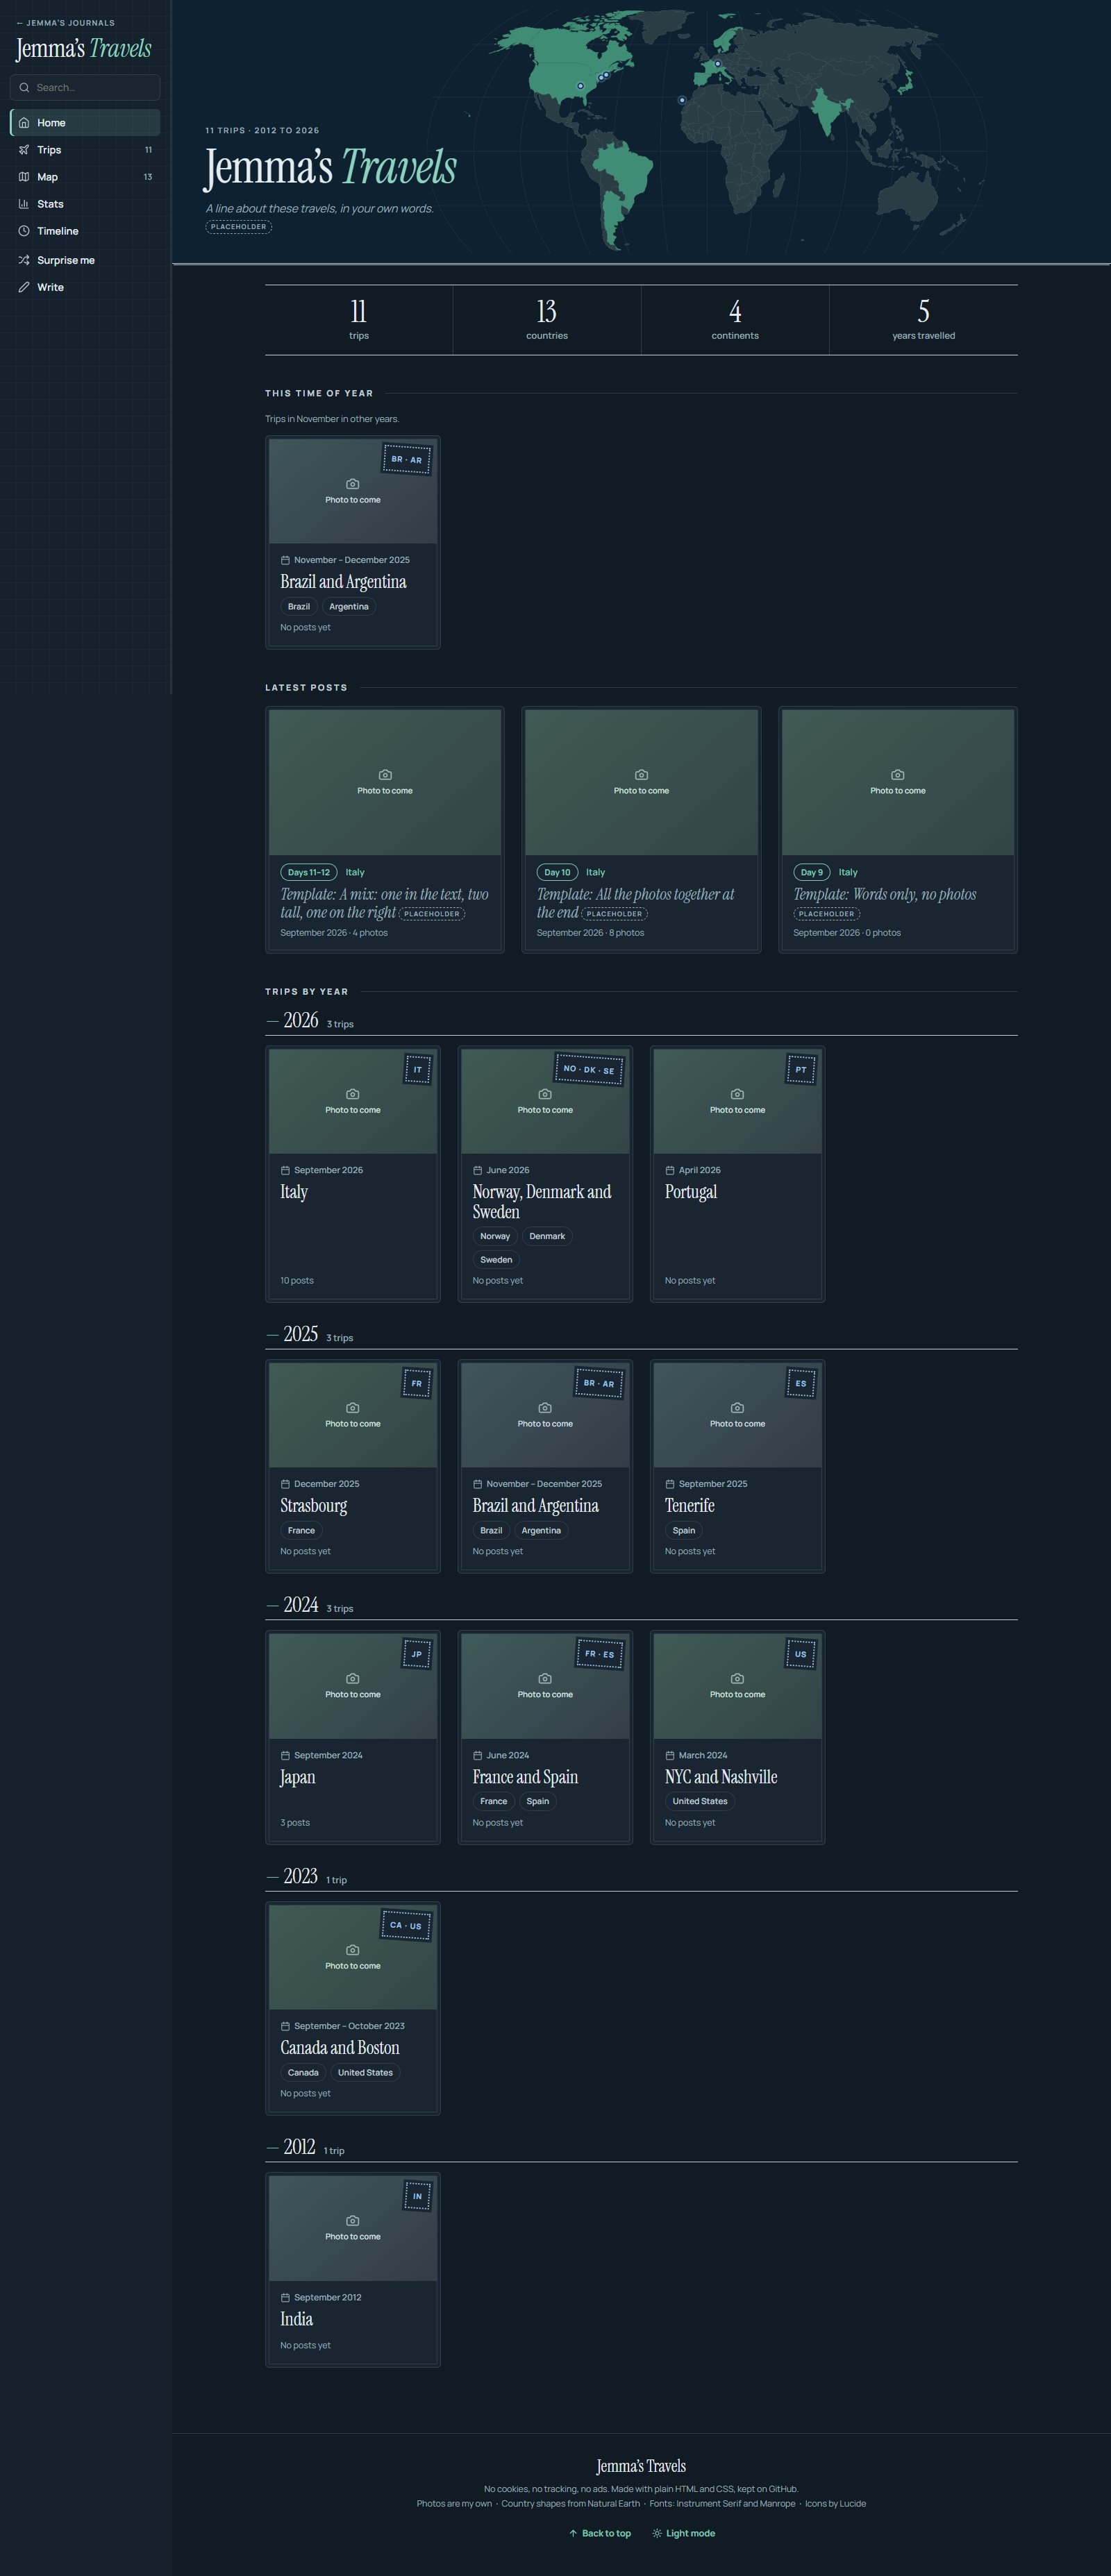 ← JEMMA'S JOURNALS
Jemma's Travels
Search...
Home
Trips 11
Map 13
Stats
Timeline
Surprise me
Write
11 TRIPS · 2012 TO 2026
Jemma's Travels
A line about these travels, in your own words.
PLACEHOLDER
11
trips
13
countries
4
continents
5
years travelled
THIS TIME OF YEAR
Trips in November in other years.
BR · AR
Photo to come
November – December 2025
Brazil and Argentina
Brazil Argentina
No posts yet
LATEST POSTS
Photo to come
Days 11–12 Italy
Template: A mix: one in the text, two
tall, one on the right PLACEHOLDER
September 2026 · 4 photos
Photo to come
Day 10 Italy
Template: All the photos together at
the end PLACEHOLDER
September 2026 · 8 photos
Photo to come
Day 9 Italy
Template: Words only, no photos
PLACEHOLDER
September 2026 · 0 photos
TRIPS BY YEAR
— 2026 3 trips
IT
Photo to come
September 2026
Italy
10 posts
NO · DK · SE
Photo to come
June 2026
Norway, Denmark and
Sweden
Norway Denmark
Sweden
No posts yet
PT
Photo to come
April 2026
Portugal
No posts yet
— 2025 3 trips
FR
Photo to come
December 2025
Strasbourg
France
No posts yet
BR · AR
Photo to come
November – December 2025
Brazil and Argentina
Brazil Argentina
No posts yet
ES
Photo to come
September 2025
Tenerife
Spain
No posts yet
— 2024 3 trips
JP
Photo to come
September 2024
Japan
3 posts
FR · ES
Photo to come
June 2024
France and Spain
France Spain
No posts yet
US
Photo to come
March 2024
NYC and Nashville
United States
No posts yet
— 2023 1 trip
CA · US
Photo to come
September – October 2023
Canada and Boston
Canada United States
No posts yet
— 2012 1 trip
IN
Photo to come
September 2012
India
No posts yet
Jemma's Travels
No cookies, no tracking, no ads. Made with plain HTML and CSS, kept on GitHub.
Photos are my own · Country shapes from Natural Earth · Fonts: Instrument Serif and Manrope · Icons by Lucide
Back to top Light mode